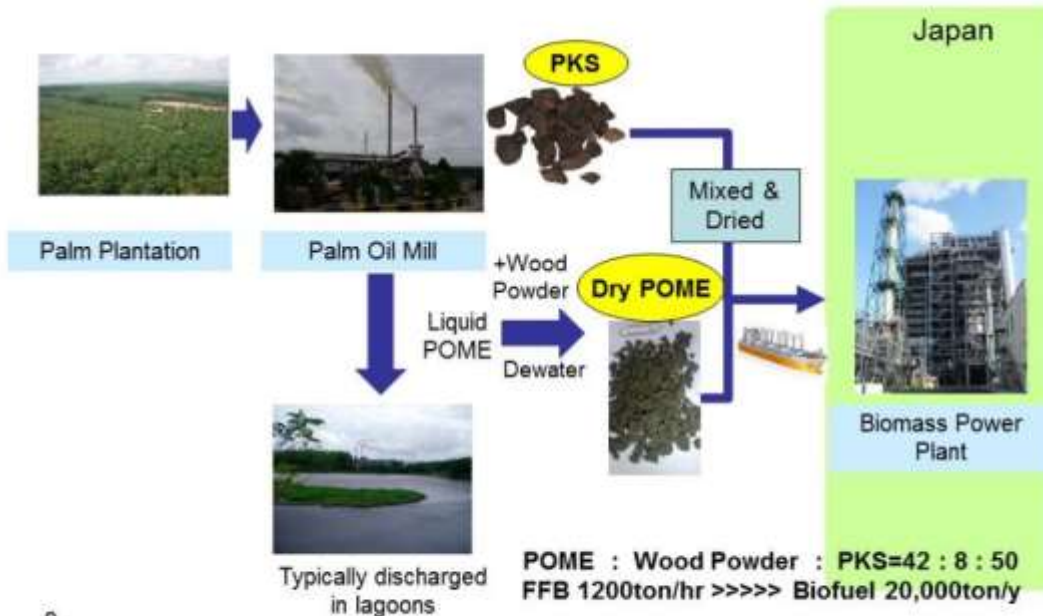 Japan
PKS
Mixed &
Dried
Palm Plantation
Palm Oil Mill
+Wood
Powder
Dry POME
Liquid
POME
Dewater
Biomass Power
Plant
Typically discharged
in lagoons
POME : Wood Powder : PKS=42 : 8 : 50
FFB 1200ton/hr >>>>> Biofuel 20,000ton/y